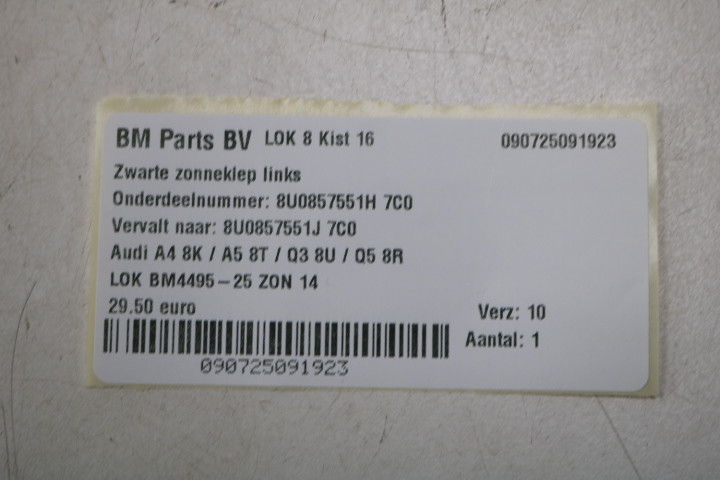 BM Parts BV LOK 8 Kist 16 090725091923
Zwarte zonneklep links
Onderdeelnummer: 8U0857551H 7C0
Vervalt naar: 8U0857551J 7C0
Audi A4 8K / A5 8T / Q3 8U / Q5 8R
LOK BM4495-25 ZON 14
29.50 euro Verz: 10
Aantal: 1
090725091923